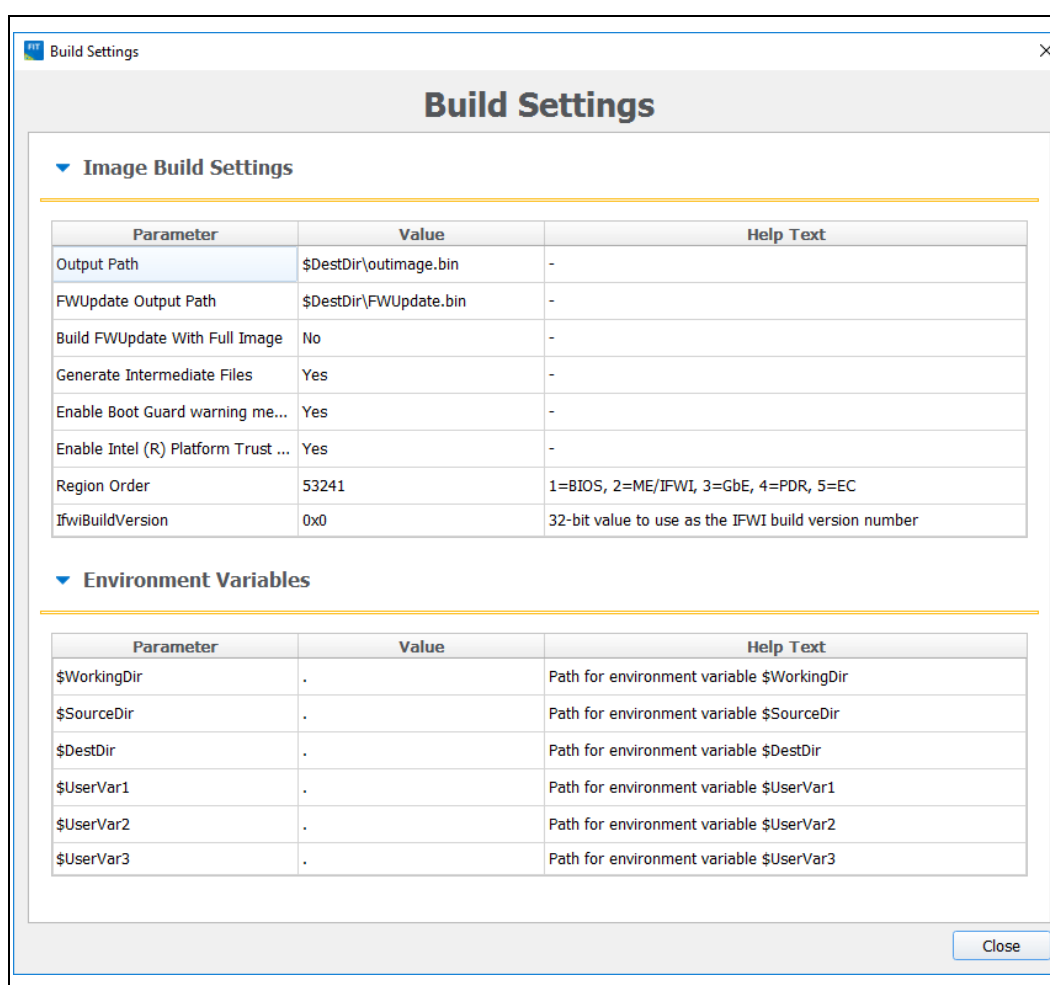 FIT Build Settings
Build Settings
Image Build Settings
Parameter Value Help Text
Output Path $DestDir\outimage.bin -
FWUpdate Output Path $DestDir\FWUpdate.bin -
Build FWUpdate With Full Image No -
Generate Intermediate Files Yes -
Enable Boot Guard warning me... Yes -
Enable Intel (R) Platform Trust ... Yes -
Region Order 53241 1=BIOS, 2=ME/IFWI, 3=GbE, 4=PDR, 5=EC
IfwiBuildVersion 0x0 32-bit value to use as the IFWI build version number
Environment Variables
Parameter Value Help Text
$WorkingDir . Path for environment variable $WorkingDir
$SourceDir . Path for environment variable $SourceDir
$DestDir . Path for environment variable $DestDir
$UserVar1 . Path for environment variable $UserVar1
$UserVar2 . Path for environment variable $UserVar2
$UserVar3 . Path for environment variable $UserVar3
Close